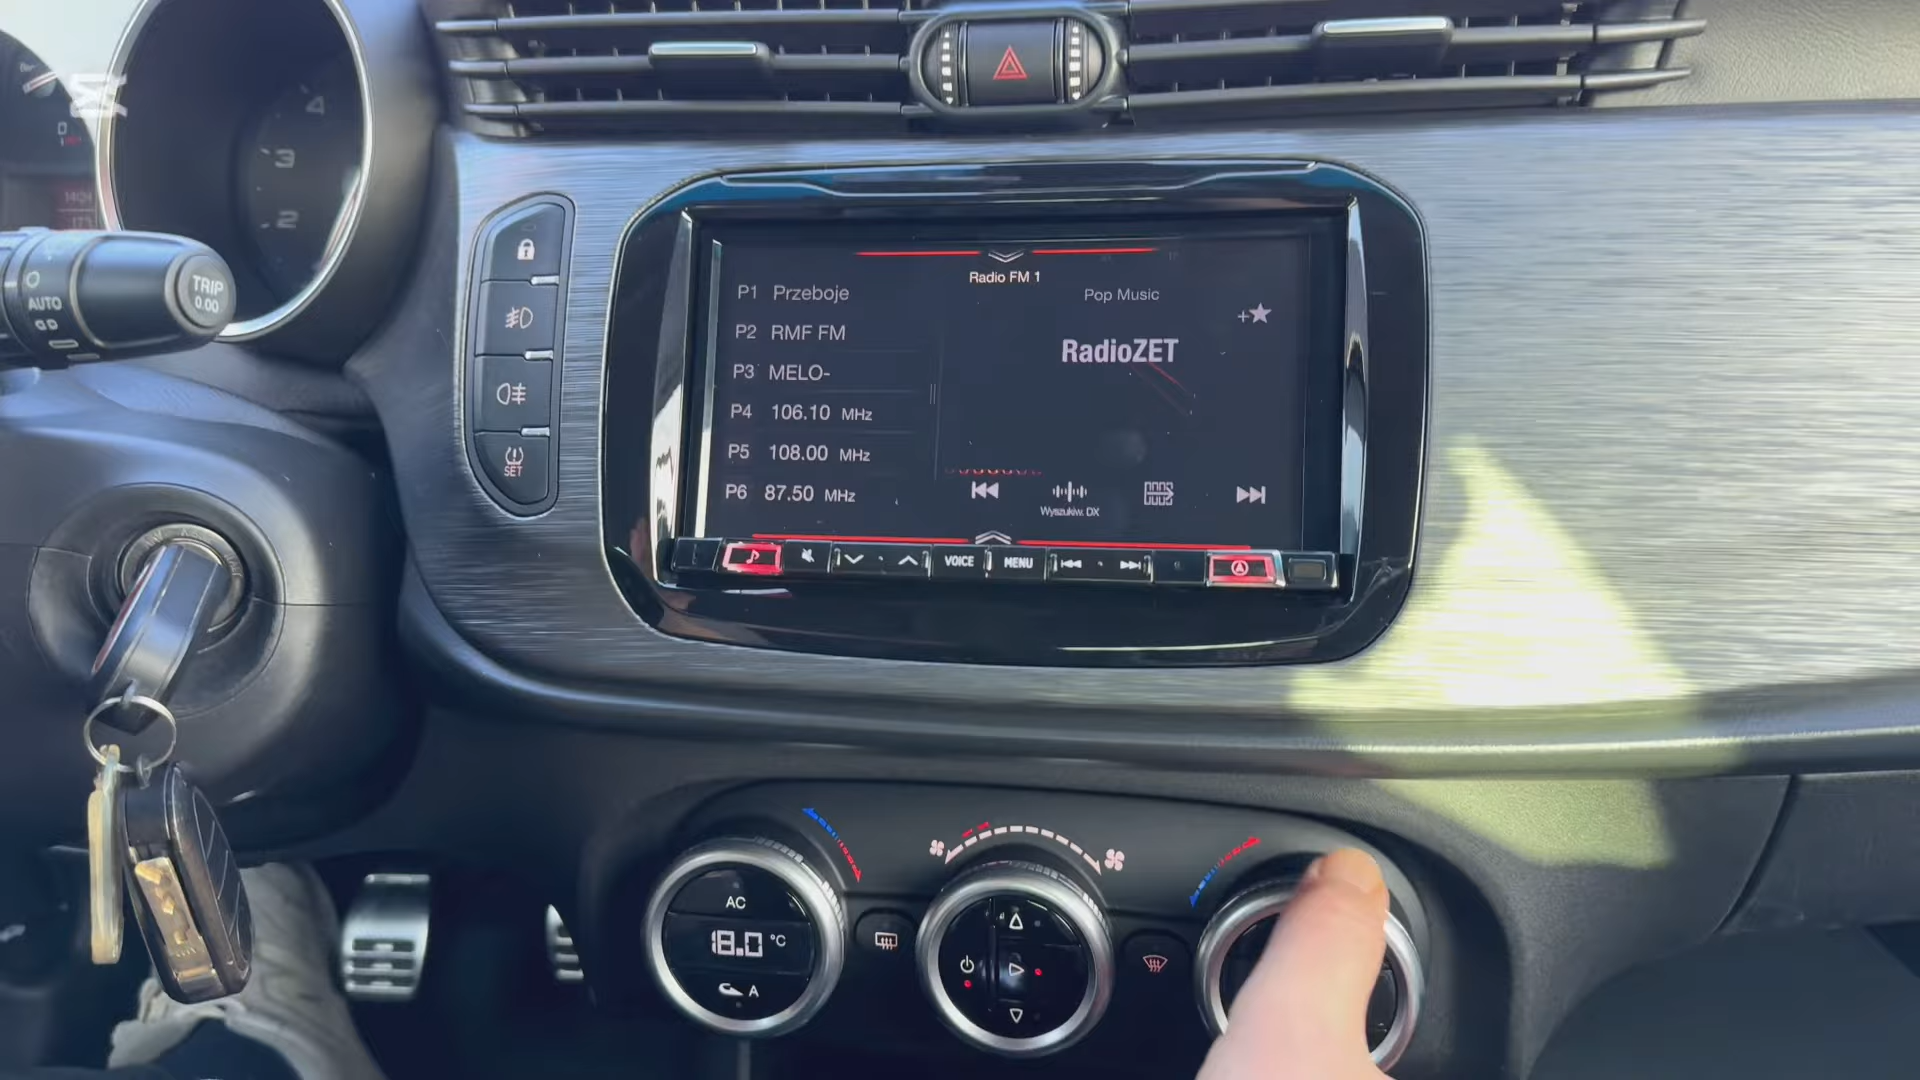 4
3
2
TRIP
0.00
AUTO
SET
Radio FM 1
P1 Przeboje
P2 RMF FM
P3 MELO-
P4 106.10 MHz
P5 108.00 MHz
P6 87.50 MHz
Pop Music
+★
RadioZET
Wyszukiw. DX
VOICE
MENU
AC
18.0 °C
A